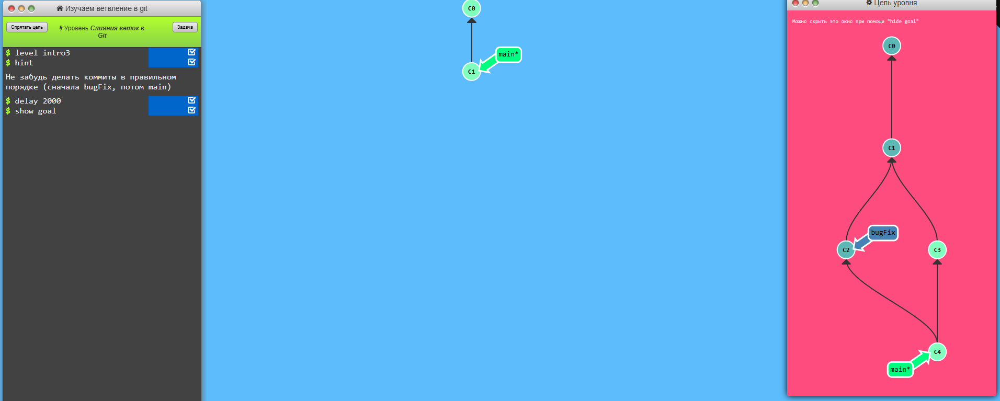 Изучаем ветвление в git
Спрятать цель
Уровень Слияния веток в
Git
Задача
$ level intro3
$ hint
Не забудь делать коммиты в правильном
порядке (сначала bugFix, потом main)
$ delay 2000
$ show goal
C0
main*
C1
Цель уровня
Можно скрыть это окно при помощи "hide goal"
C0
C1
bugFix
C2
C3
C4
main*